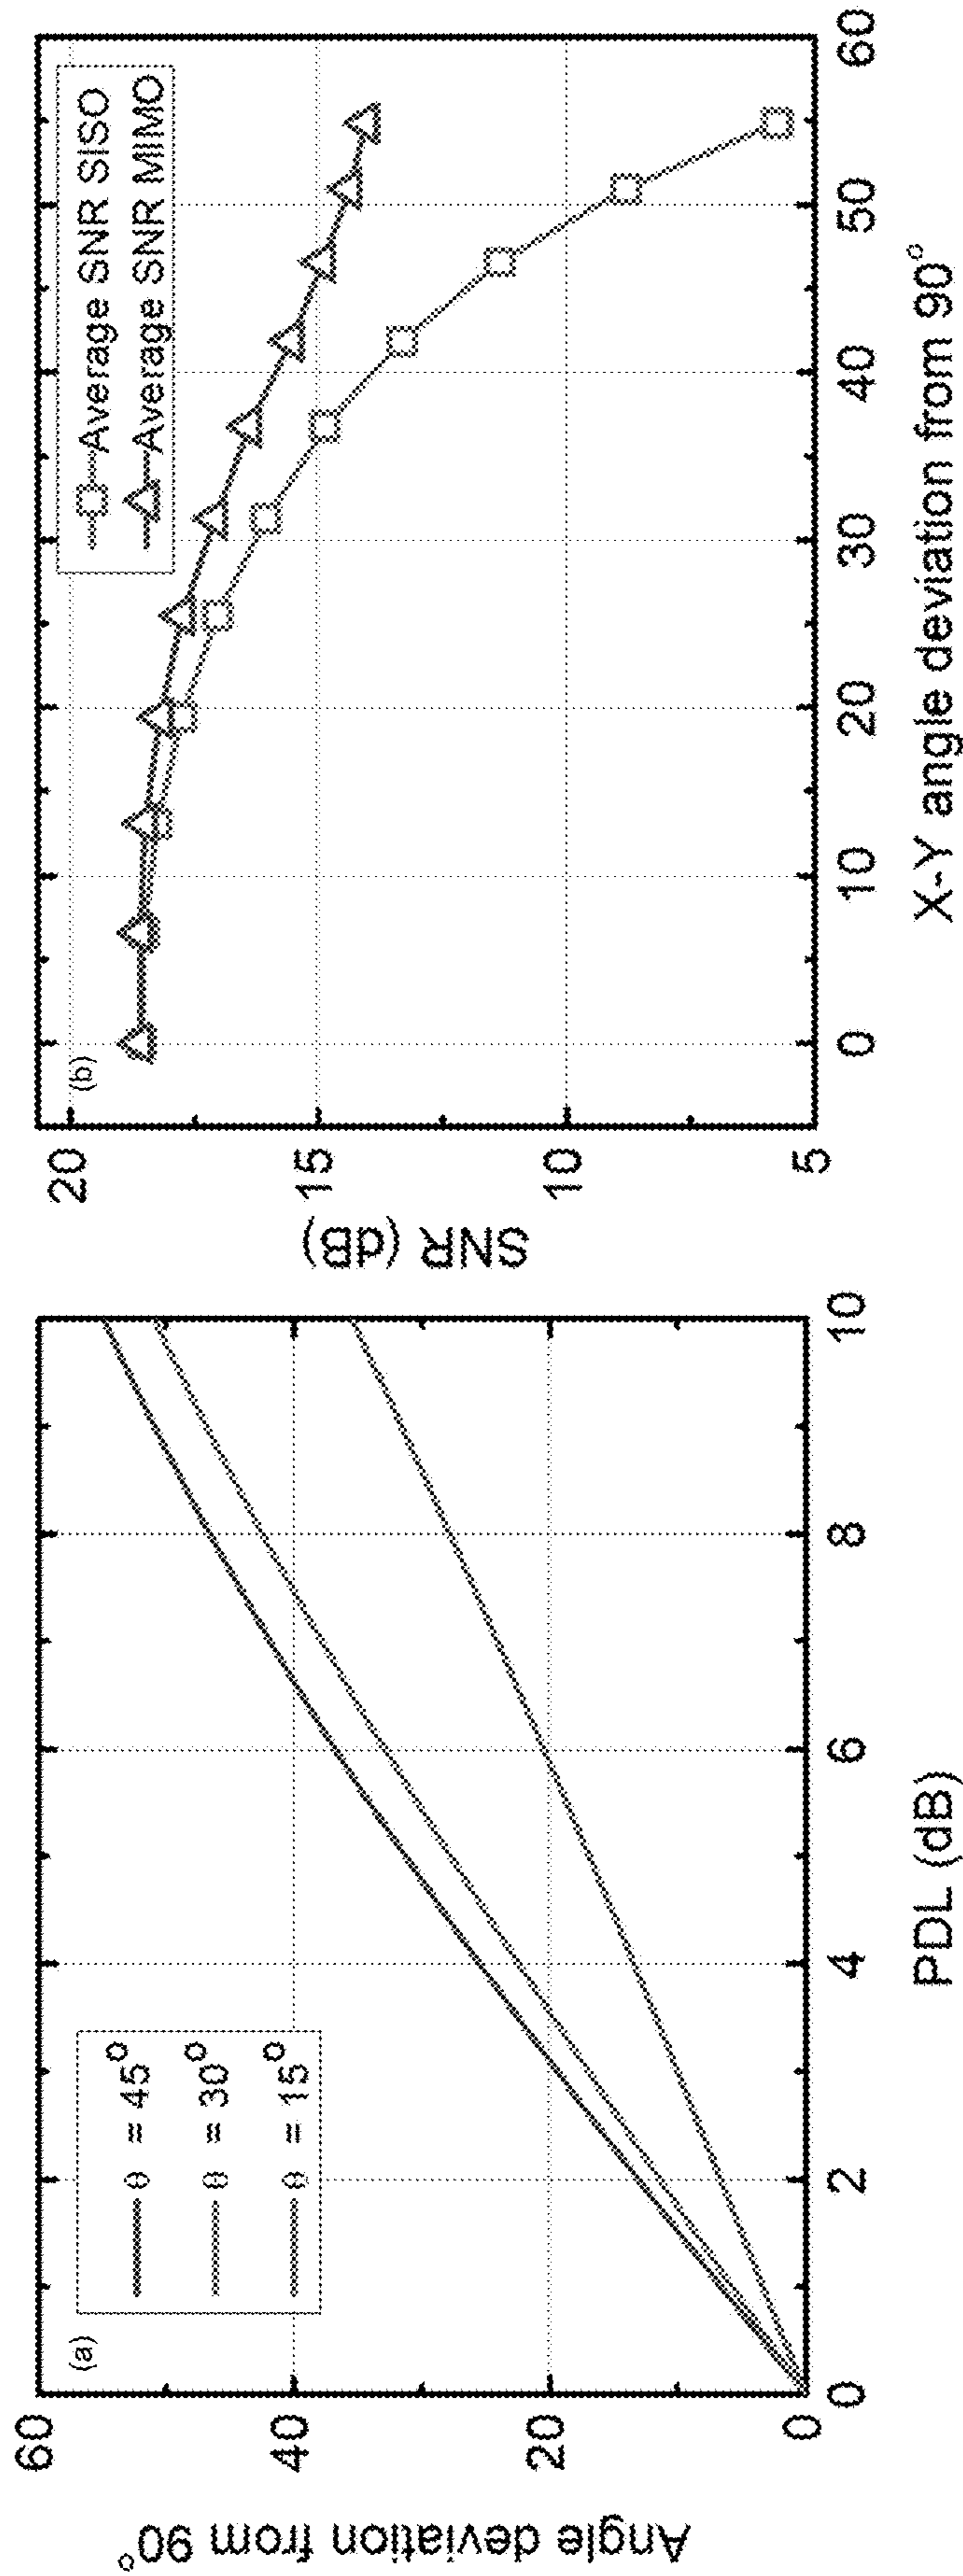 (a)
θ = 45°
θ = 30°
θ = 15°
60
40
20
0
0 2 4 6 8 10
Angle deviation from 90°
PDL (dB)
(b)
Average SNR SISO
Average SNR MIMO
20
15
10
5
0 10 20 30 40 50 60
SNR (dB)
X-Y angle deviation from 90°